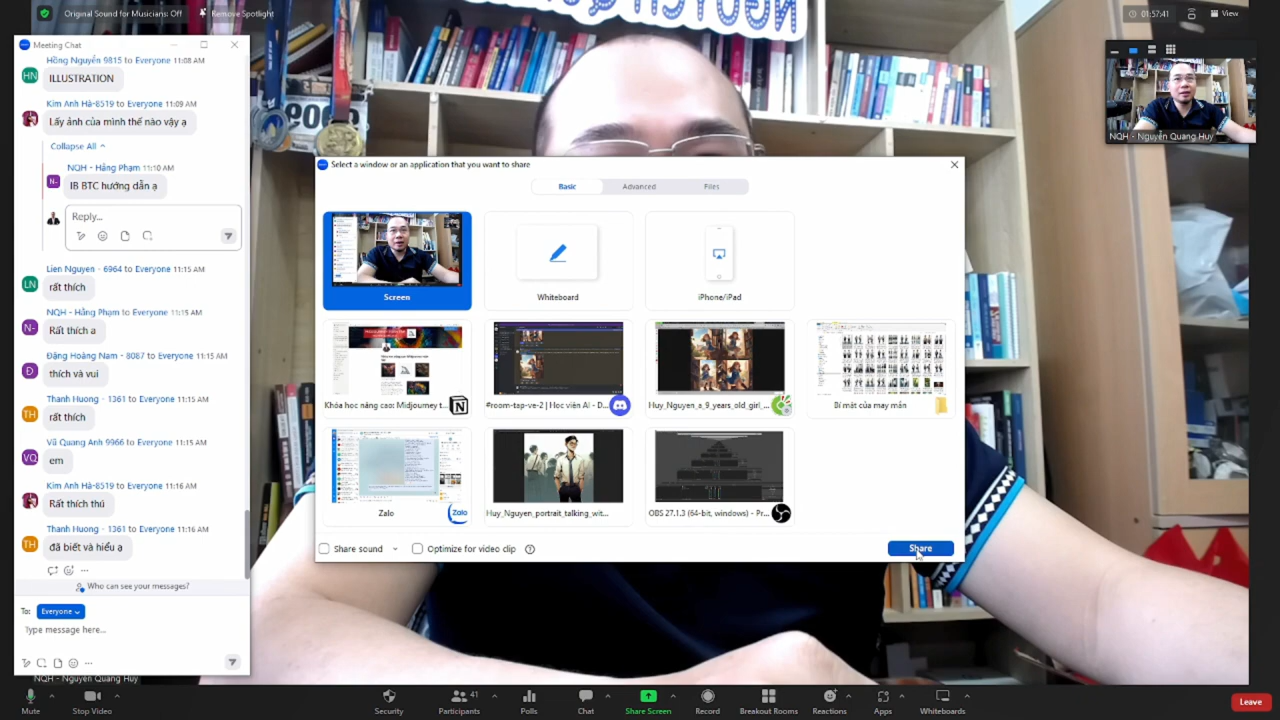 Original Sound for Musicians: Off
Remove Spotlight
01:57:41
View
Meeting Chat
Hồng Nguyễn 9815 to Everyone 11:08 AM
HN
ILLUSTRATION
Kim Anh Hà-8519 to Everyone 11:09 AM
Lấy ảnh của mình thế nào vậy ạ
Collapse All
NQH - Hằng Phạm 11:10 AM
N-
IB BTC hướng dẫn ạ
Reply...
Lien Nguyen - 6964 to Everyone 11:15 AM
LN
rất thích
NQH - Hằng Phạm to Everyone 11:15 AM
N-
Rất thích ạ
Đặng Hoàng Nam - 8087 to Everyone 11:15 AM
Đ
thích và vui
Thanh Huong - 1361 to Everyone 11:15 AM
TH
rất thích
Vũ Quang Anh 9966 to Everyone 11:15 AM
VQ
em
Kim Anh Hà-8519 to Everyone 11:16 AM
Rất thích thú
Thanh Huong - 1361 to Everyone 11:16 AM
TH
đã biết và hiểu ạ
Who can see your messages?
To: Everyone
Type message here...
NQH - Nguyễn Quang Huy
Select a window or an application that you want to share
Basic
Advanced
Files
Screen
Whiteboard
iPhone/iPad
Khóa học nâng cao: Midjourney t...
#room-tap-ve-2 | Học viện AI - D...
Huy_Nguyen_a_9_years_old_girl_...
Bí mật của may mắn
Zalo
Zalo
Huy_Nguyen_portrait_talking_wit...
OBS 27.1.3 (64-bit, windows) - Pr...
Share sound
Optimize for video clip
Share
NQH - Nguyễn Quang Huy
Mute
Stop Video
Security
Participants
41
Polls
Chat
Share Screen
Record
Breakout Rooms
Reactions
Apps
Whiteboards
Leave